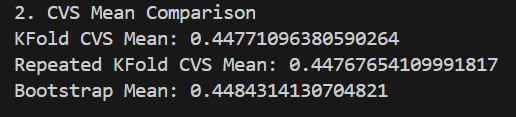 2. CVS Mean Comparison
KFold CVS Mean: 0.44771096380590264
Repeated KFold CVS Mean: 0.44767654109991817
Bootstrap Mean: 0.4484314130704821